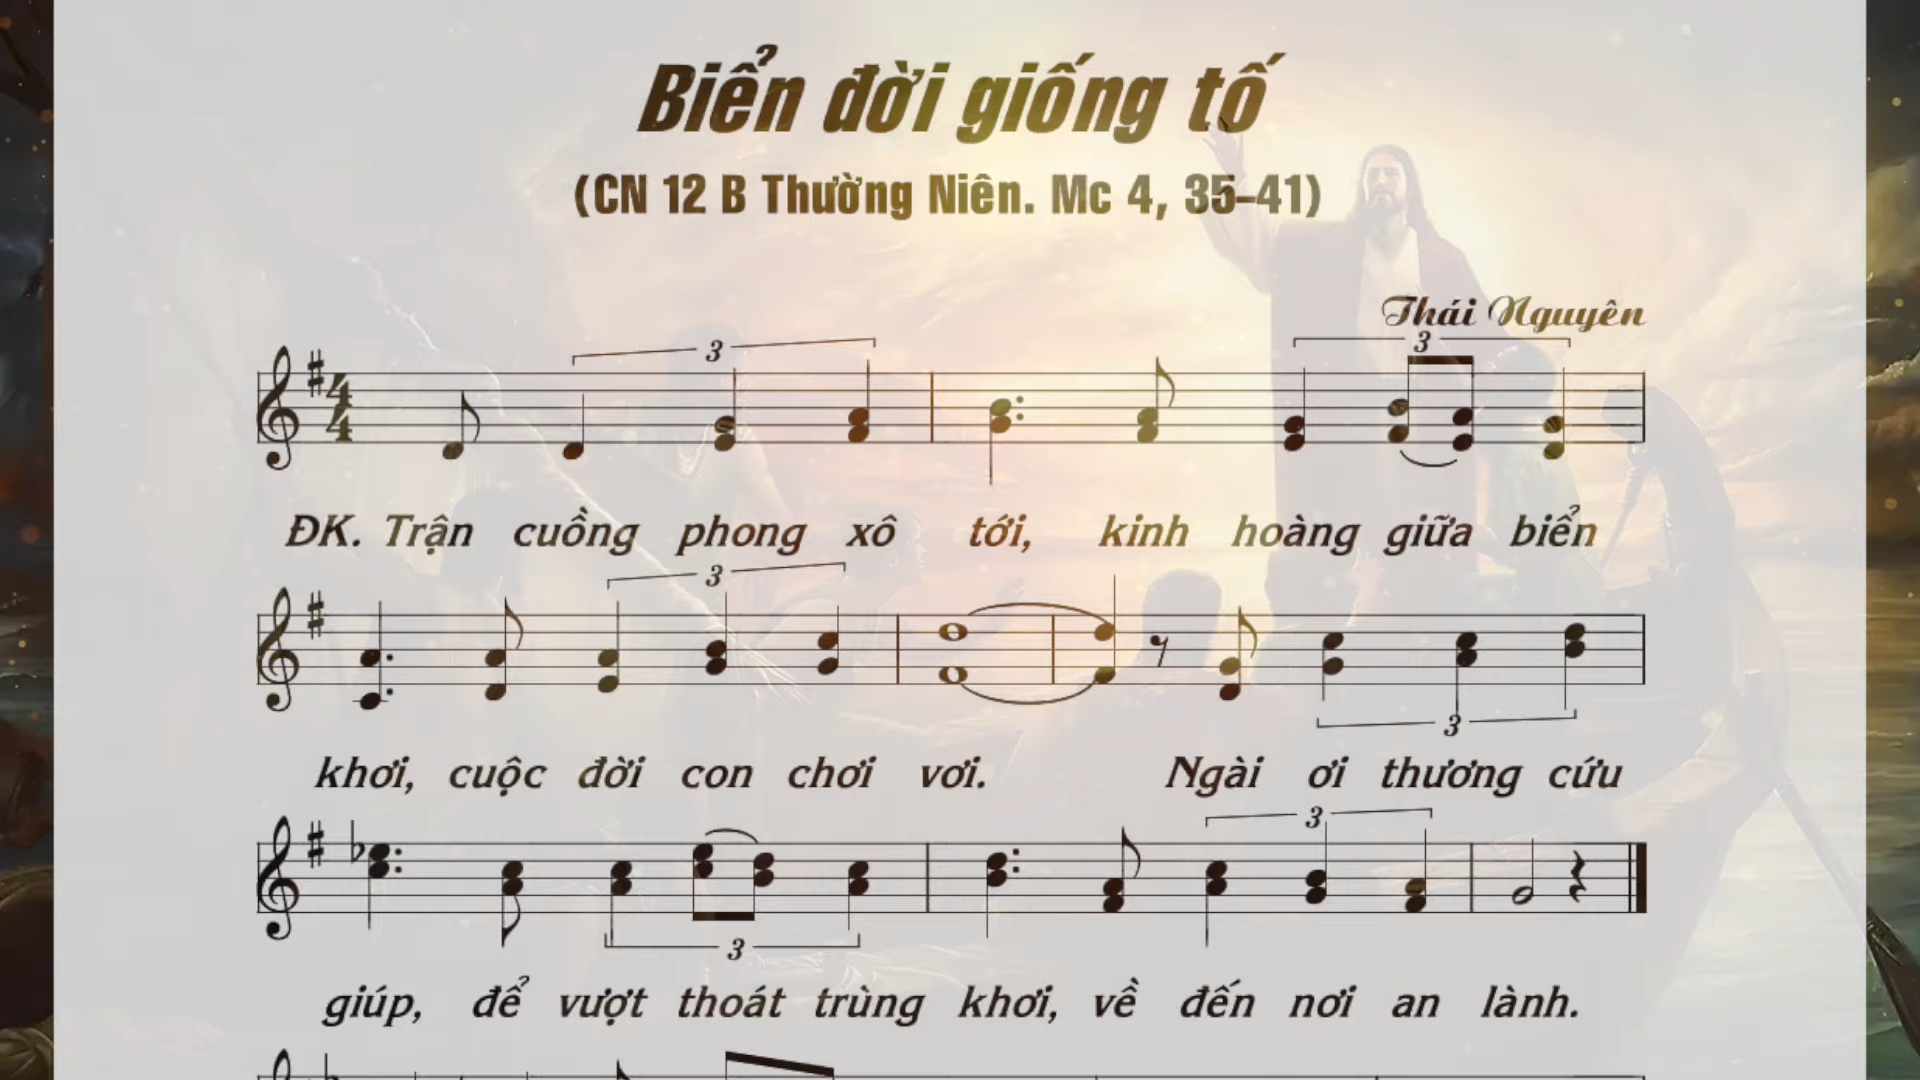 Biển đời giống tố
(CN 12 B Thường Niên. Mc 4, 35-41)
Thái Nguyên
3 3
4
4
ĐK. Trận cuồng phong xô tới, kinh hoàng giữa biển
3
khơi, cuộc đời con chơi vơi. Ngài ơi thương cứu
3
3
giúp, để vượt thoát trùng khơi, về đến nơi an lành.
3